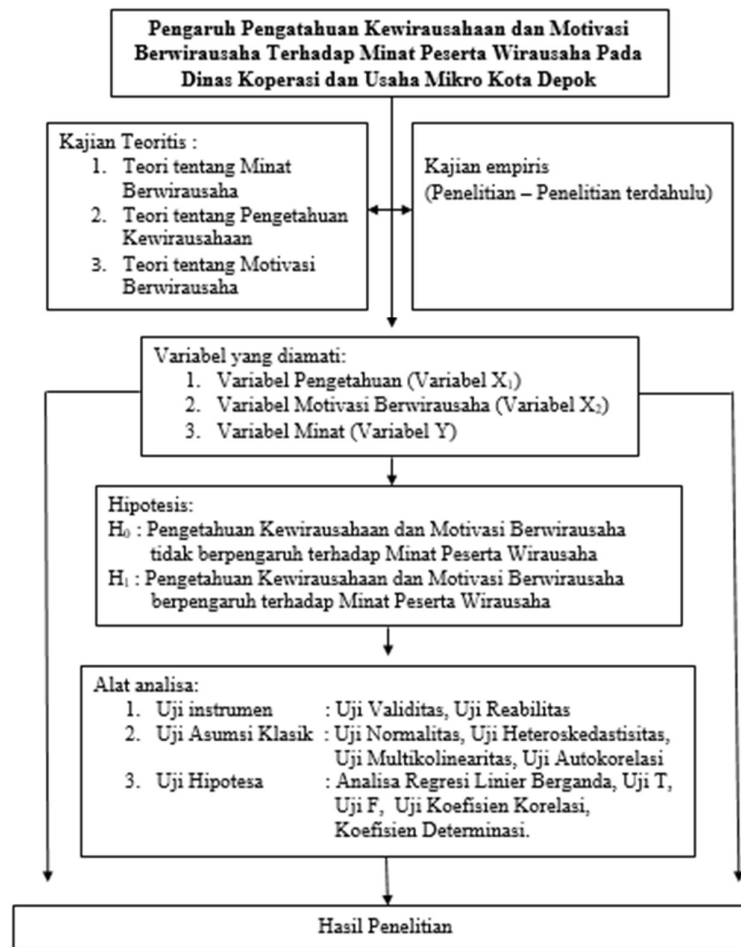 Pengaruh Pengatahuan Kewirausahaan dan Motivasi
Berwirausaha Terhadap Minat Peserta Wirausaha Pada
Dinas Koperasi dan Usaha Mikro Kota Depok
Kajian Teoritis :
1. Teori tentang Minat
Berwirausaha
2. Teori tentang Pengetahuan
Kewirausahaan
3. Teori tentang Motivasi
Berwirausaha
Kajian empiris
(Penelitian – Penelitian terdahulu)
Variabel yang diamati:
1. Variabel Pengetahuan (Variabel X₁)
2. Variabel Motivasi Berwirausaha (Variabel X₂)
3. Variabel Minat (Variabel Y)
Hipotesis:
H₀ : Pengetahuan Kewirausahaan dan Motivasi Berwirausaha
tidak berpengaruh terhadap Minat Peserta Wirausaha
H₁ : Pengetahuan Kewirausahaan dan Motivasi Berwirausaha
berpengaruh terhadap Minat Peserta Wirausaha
Alat analisa:
1. Uji instrumen : Uji Validitas, Uji Reabilitas
2. Uji Asumsi Klasik : Uji Normalitas, Uji Heteroskedastisitas,
Uji Multikolinearitas, Uji Autokorelasi
3. Uji Hipotesa : Analisa Regresi Linier Berganda, Uji T,
Uji F, Uji Koefisien Korelasi,
Koefisien Determinasi.
Hasil Penelitian